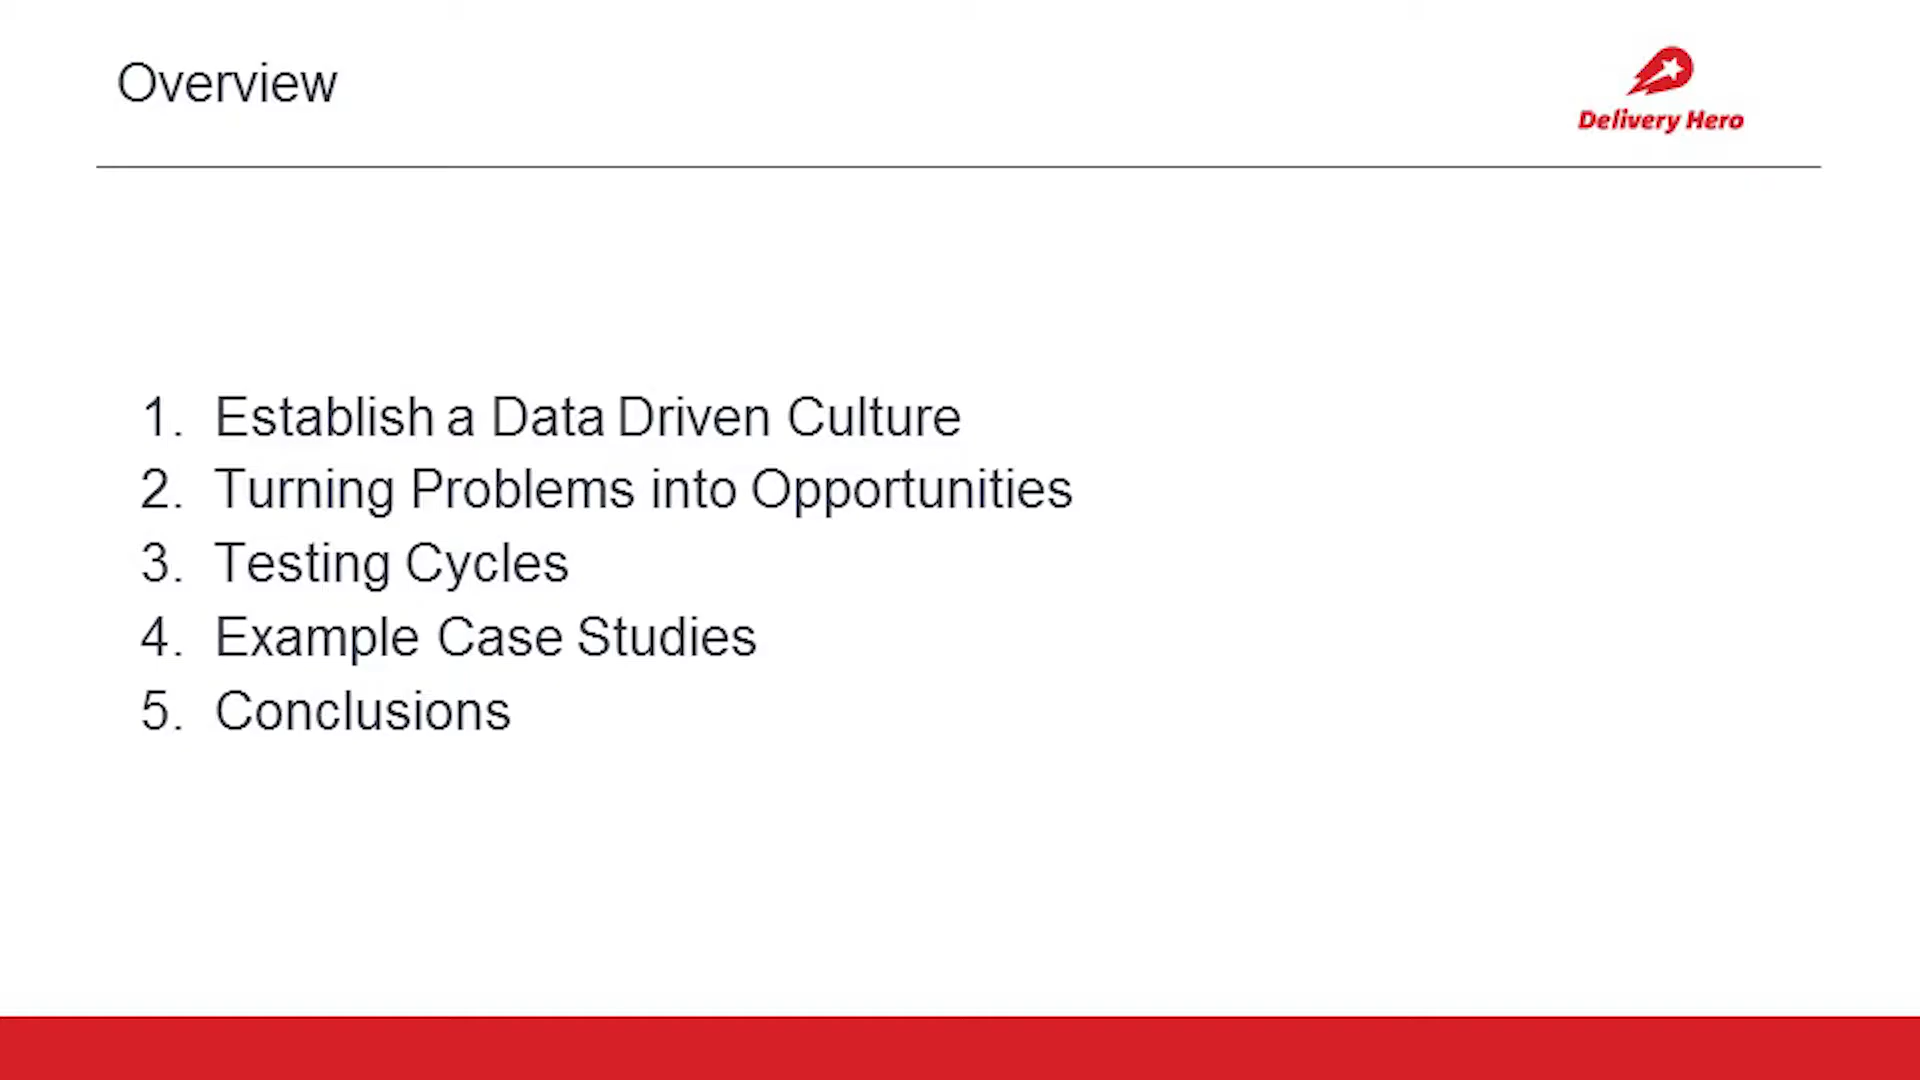 Overview
Delivery Hero
1. Establish a Data Driven Culture
2. Turning Problems into Opportunities
3. Testing Cycles
4. Example Case Studies
5. Conclusions